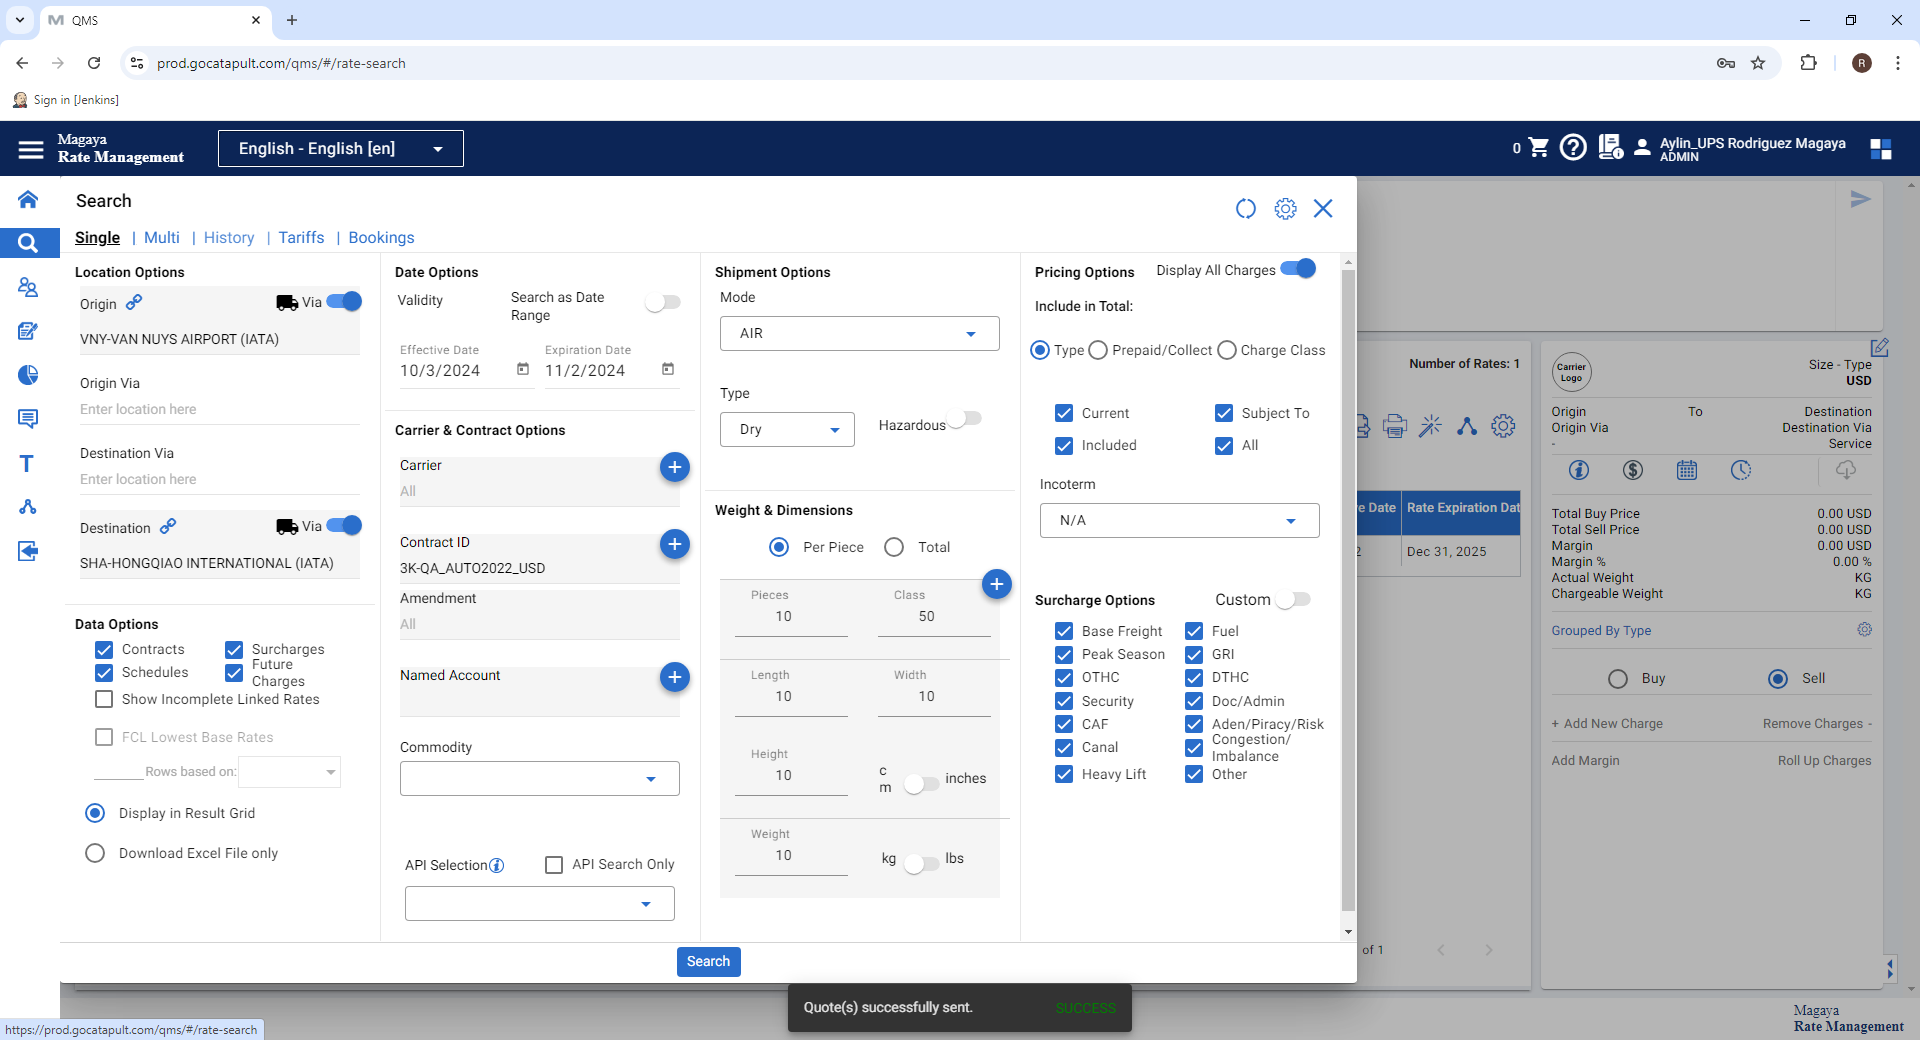 QMS
prod.gocatapult.com/qms/#/rate-search
R
Sign in [Jenkins]
Magaya
Rate Management
English - English [en]
0
Aylin_UPS Rodriguez Magaya
ADMIN
Search
Single | Multi | History | Tariffs | Bookings
Location Options
Origin
Via
VNY-VAN NUYS AIRPORT (IATA)
Origin Via
Enter location here
Destination Via
Enter location here
Destination
Via
SHA-HONGQIAO INTERNATIONAL (IATA)
Data Options
Contracts
Surcharges
Schedules
Future
Charges
Show Incomplete Linked Rates
FCL Lowest Base Rates
Rows based on:
Display in Result Grid
Download Excel File only
Date Options
Validity
Search as Date
Range
Effective Date
10/3/2024
Expiration Date
11/2/2024
Carrier & Contract Options
Carrier
All
Contract ID
3K-QA_AUTO2022_USD
Amendment
All
Named Account
Commodity
API Selection
API Search Only
Shipment Options
Mode
AIR
Type
Dry
Hazardous
Weight & Dimensions
Per Piece
Total
Pieces
10
Class
50
Length
10
Width
10
Height
10
c
m
inches
Weight
10
kg
lbs
Pricing Options
Display All Charges
Include in Total:
Type
Prepaid/Collect
Charge Class
Current
Subject To
Included
All
Incoterm
N/A
Surcharge Options
Custom
Base Freight
Fuel
Peak Season
GRI
OTHC
DTHC
Security
Doc/Admin
CAF
Aden/Piracy/Risk
Canal
Congestion/
Imbalance
Heavy Lift
Other
Search
Number of Rates: 1
e Date
Rate Expiration Dat
2
Dec 31, 2025
of 1
Carrier
Logo
Size - Type
USD
Origin
To
Destination
Origin Via
Destination Via
-
Service
Total Buy Price
0.00 USD
Total Sell Price
0.00 USD
Margin
0.00 USD
Margin %
0.00 %
Actual Weight
KG
Chargeable Weight
KG
Grouped By Type
Buy
Sell
+ Add New Charge
Remove Charges -
Add Margin
Roll Up Charges
Quote(s) successfully sent.
SUCCESS
https://prod.gocatapult.com/qms/#/rate-search
Magaya
Rate Management